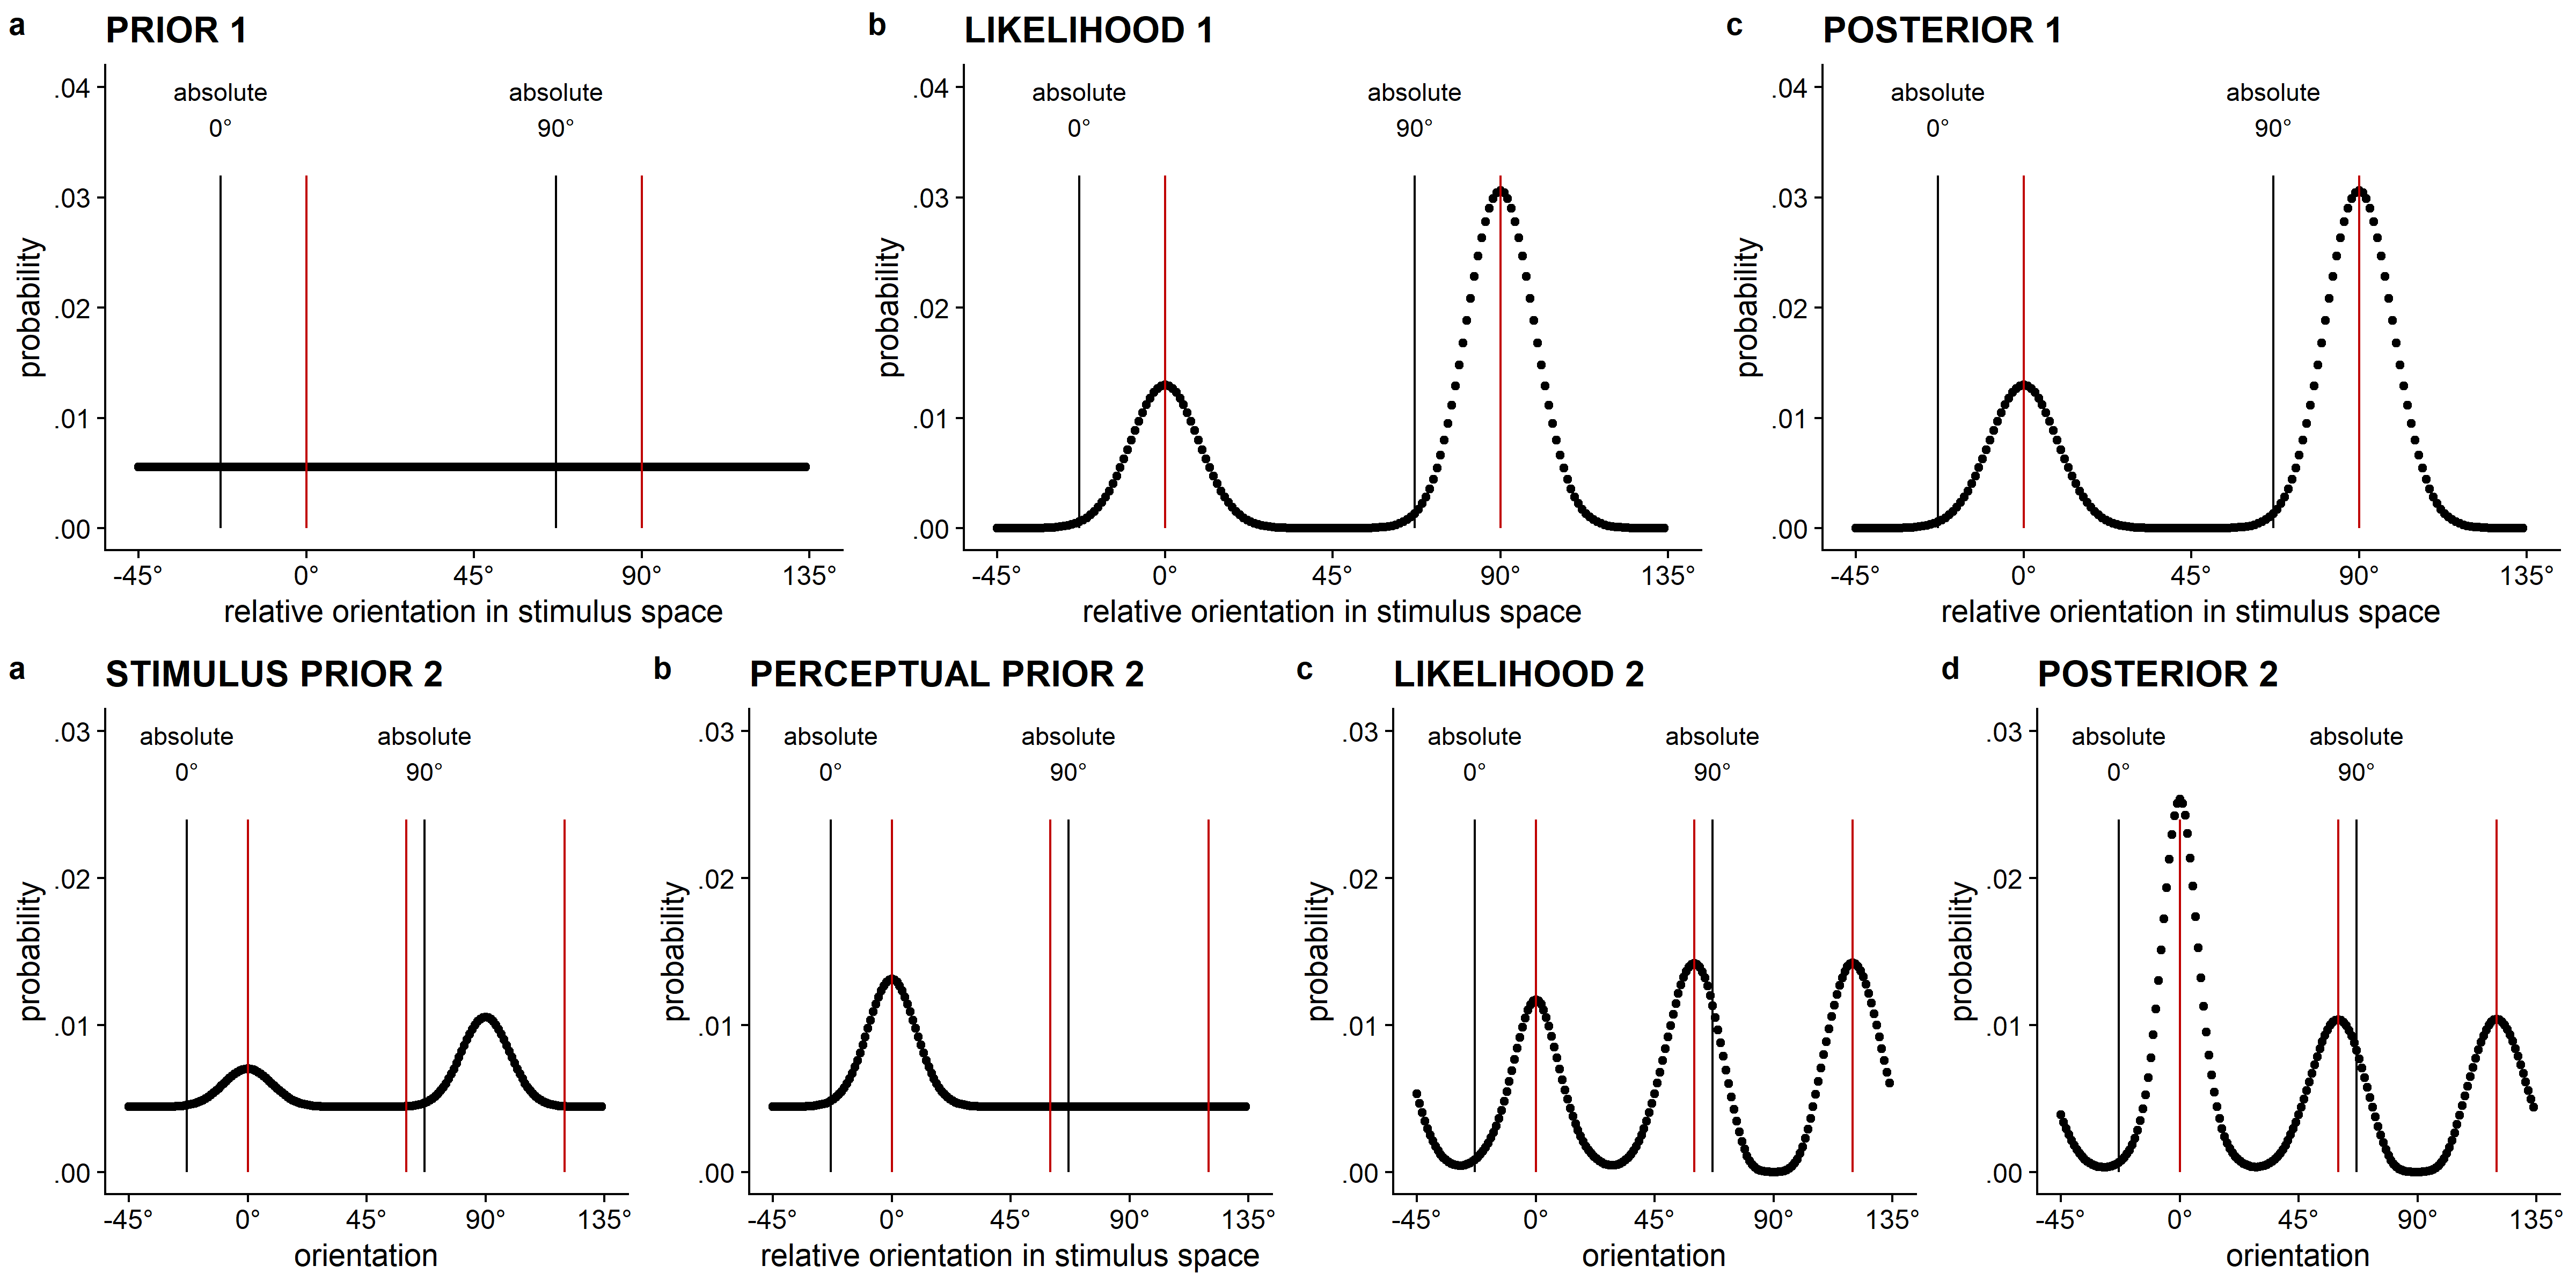 a PRIOR 1
absolute
0°
absolute
90°
.04
.03
.02
.01
.00
probability
-45° 0° 45° 90° 135°
relative orientation in stimulus space
b LIKELIHOOD 1
absolute
0°
absolute
90°
.04
.03
.02
.01
.00
probability
-45° 0° 45° 90° 135°
relative orientation in stimulus space
c POSTERIOR 1
absolute
0°
absolute
90°
.04
.03
.02
.01
.00
probability
-45° 0° 45° 90° 135°
relative orientation in stimulus space
a STIMULUS PRIOR 2
absolute
0°
absolute
90°
.03
.02
.01
.00
probability
-45° 0° 45° 90° 135°
orientation
b PERCEPTUAL PRIOR 2
absolute
0°
absolute
90°
.03
.02
.01
.00
probability
-45° 0° 45° 90° 135°
relative orientation in stimulus space
c LIKELIHOOD 2
absolute
0°
absolute
90°
.03
.02
.01
.00
probability
-45° 0° 45° 90° 135°
orientation
d POSTERIOR 2
absolute
0°
absolute
90°
.03
.02
.01
.00
probability
-45° 0° 45° 90° 135°
orientation